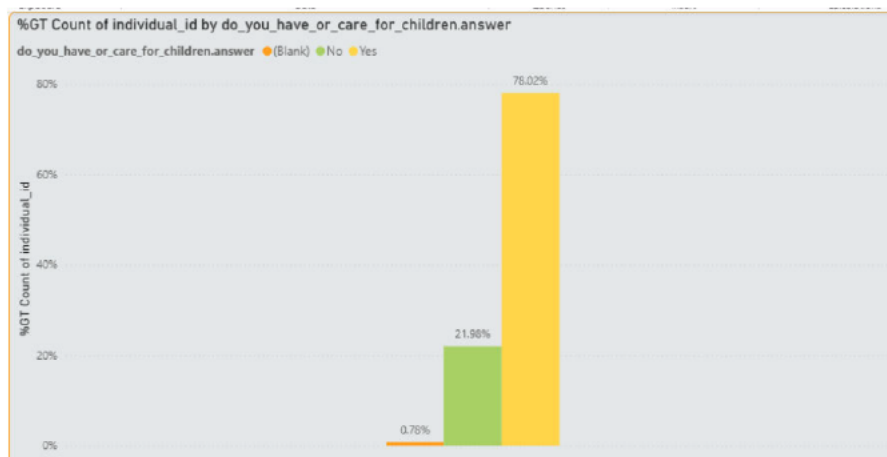 %GT Count of individual_id by do_you_have_or_care_for_children.answer
do_you_have_or_care_for_children.answer (Blank) No Yes
80%
78.02%
60%
%GT Count of individual_id
40%
21.98%
20%
0.78%
0%